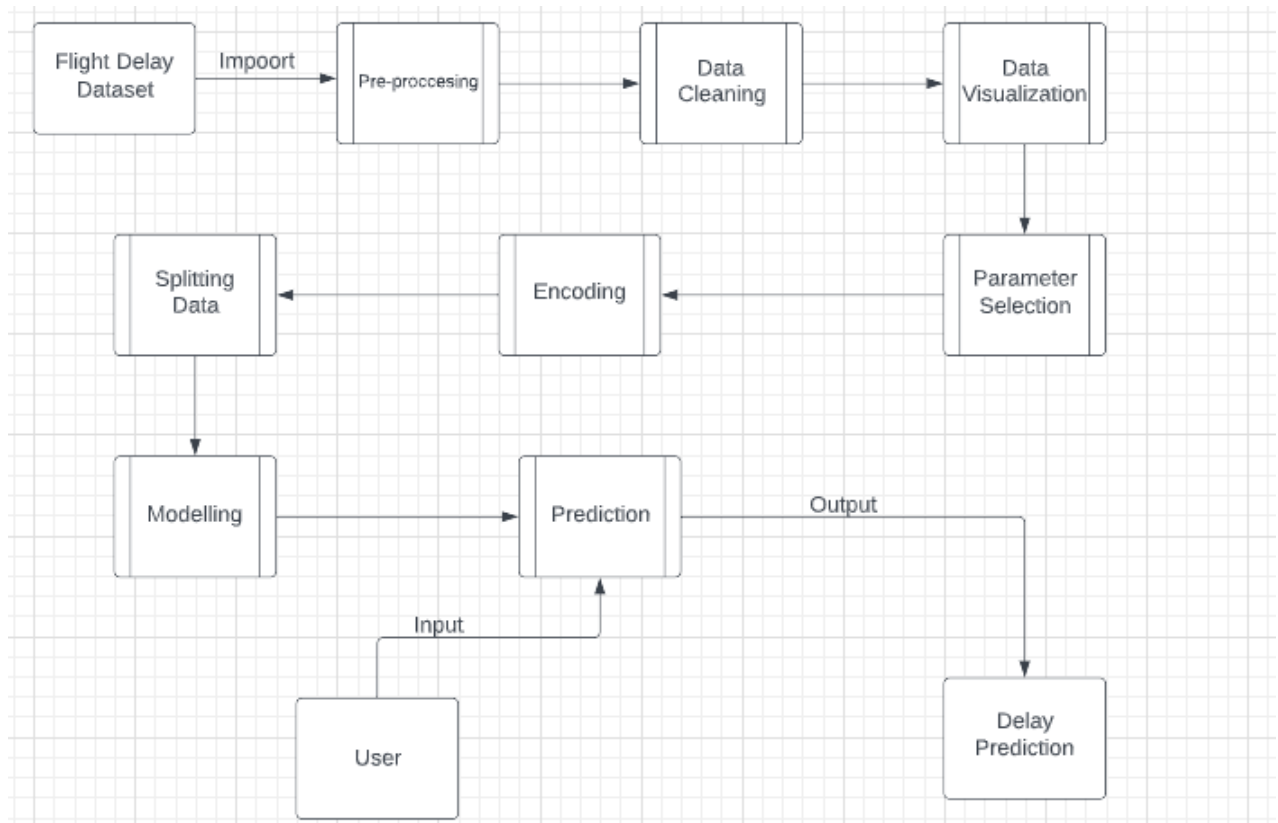 Flight Delay
Dataset
Impoort
Pre-proccesing
Data
Cleaning
Data
Visualization
Splitting
Data
Encoding
Parameter
Selection
Modelling
Prediction
Output
Input
User
Delay
Prediction